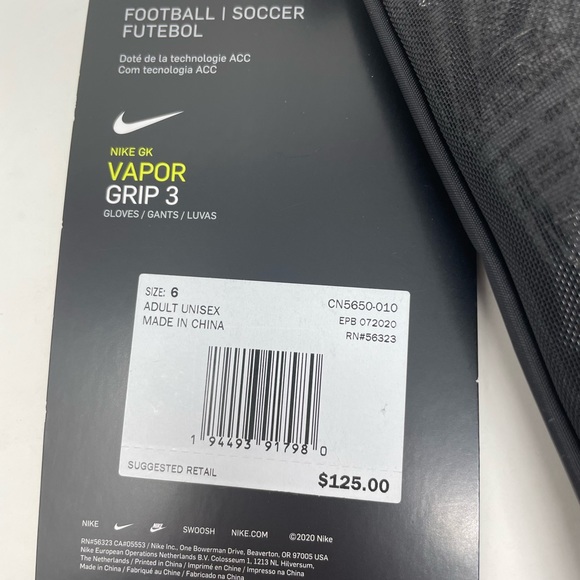 FOOTBALL | SOCCER
FUTEBOL
Doté de la technologie ACC
Com tecnologia ACC
NIKE GK
VAPOR
GRIP 3
GLOVES / GANTS / LUVAS
SIZE: 6
CN5650-010
ADULT UNISEX
EPB 072020
MADE IN CHINA
RN#56323
1 94493 91798 0
SUGGESTED RETAIL
$125.00
NIKE SWOOSH NIKE.COM ©2020 Nike
RN#56323.CA#05553 / Nike Inc., One Bowerman Drive, Beaverton, OR 97005 USA
Nike European Operations Netherlands B.V. Colosseum 1, 1213 NL Hilversum,
The Netherlands / Printed in China / Imprimé en Chine / Impresso na China
Made in China / Fabriqué au Chine / Fabricado na China